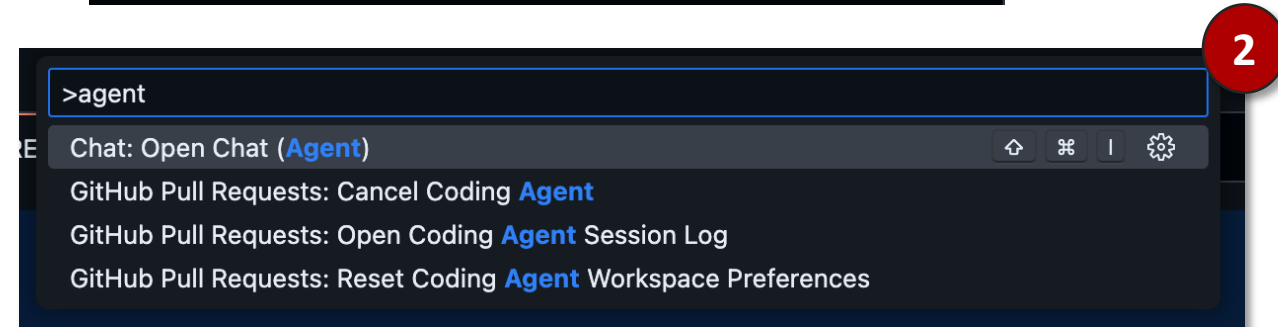 2
>agent
RE
Chat: Open Chat (Agent) ⇧ ⌘ I
GitHub Pull Requests: Cancel Coding Agent
GitHub Pull Requests: Open Coding Agent Session Log
GitHub Pull Requests: Reset Coding Agent Workspace Preferences